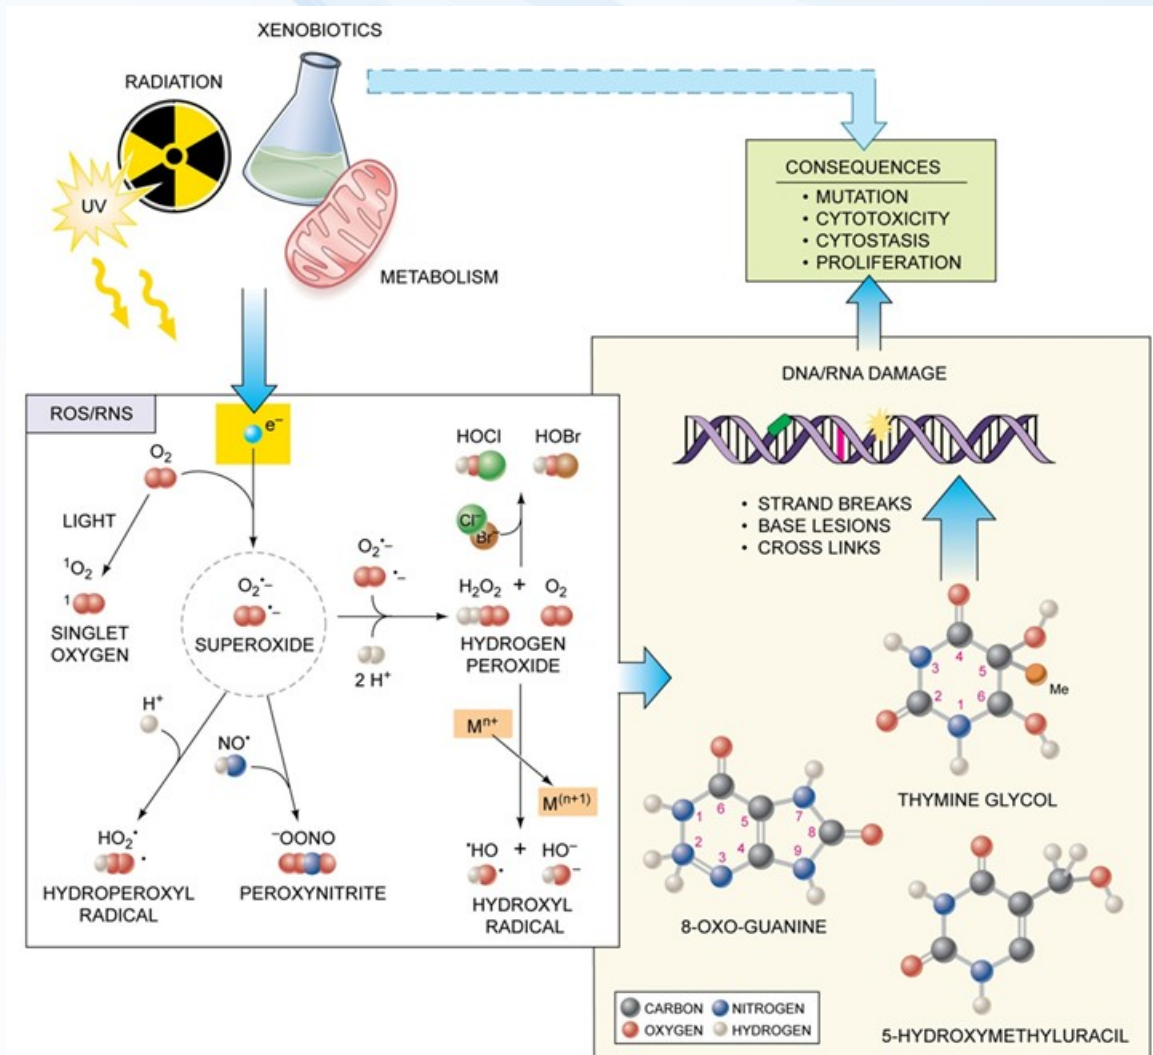 XENOBIOTICS
RADIATION
UV
METABOLISM
CONSEQUENCES
• MUTATION
• CYTOTOXICITY
• CYTOSTASIS
• PROLIFERATION
ROS/RNS
e⁻
O₂
LIGHT
¹O₂
1
SINGLET
OXYGEN
O₂•⁻
•⁻
SUPEROXIDE
O₂•⁻
•⁻
2 H⁺
HOCl
HOBr
Cl⁻
Br⁻
H₂O₂ + O₂
HYDROGEN
PEROXIDE
H⁺
NO•
HO₂•
•
HYDROPEROXYL
RADICAL
⁻OONO
PEROXYNITRITE
Mⁿ⁺
M⁽ⁿ⁺¹⁾
•HO + HO⁻
• −
HYDROXYL
RADICAL
DNA/RNA DAMAGE
• STRAND BREAKS
• BASE LESIONS
• CROSS LINKS
4
3
5
Me
2
6
1
THYMINE GLYCOL
6
1
5
7
8
2
4
3
9
8-OXO-GUANINE
5-HYDROXYMETHYLURACIL
CARBON NITROGEN
OXYGEN HYDROGEN